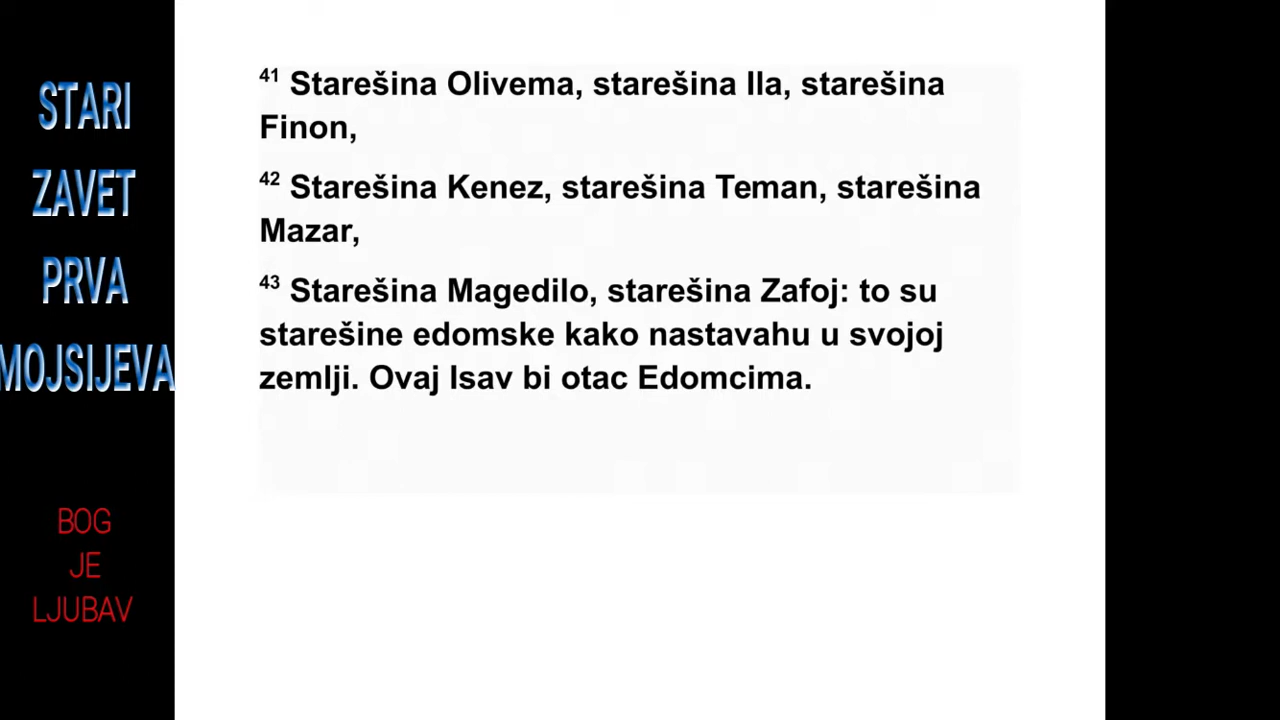 STARI
ZAVET
PRVA
MOJSIJEVA
BOG
JE
LJUBAV
41 Starešina Olivema, starešina Ila, starešina
Finon,
42 Starešina Kenez, starešina Teman, starešina
Mazar,
43 Starešina Magedilo, starešina Zafoj: to su
starešine edomske kako nastavahu u svojoj
zemlji. Ovaj Isav bi otac Edomcima.